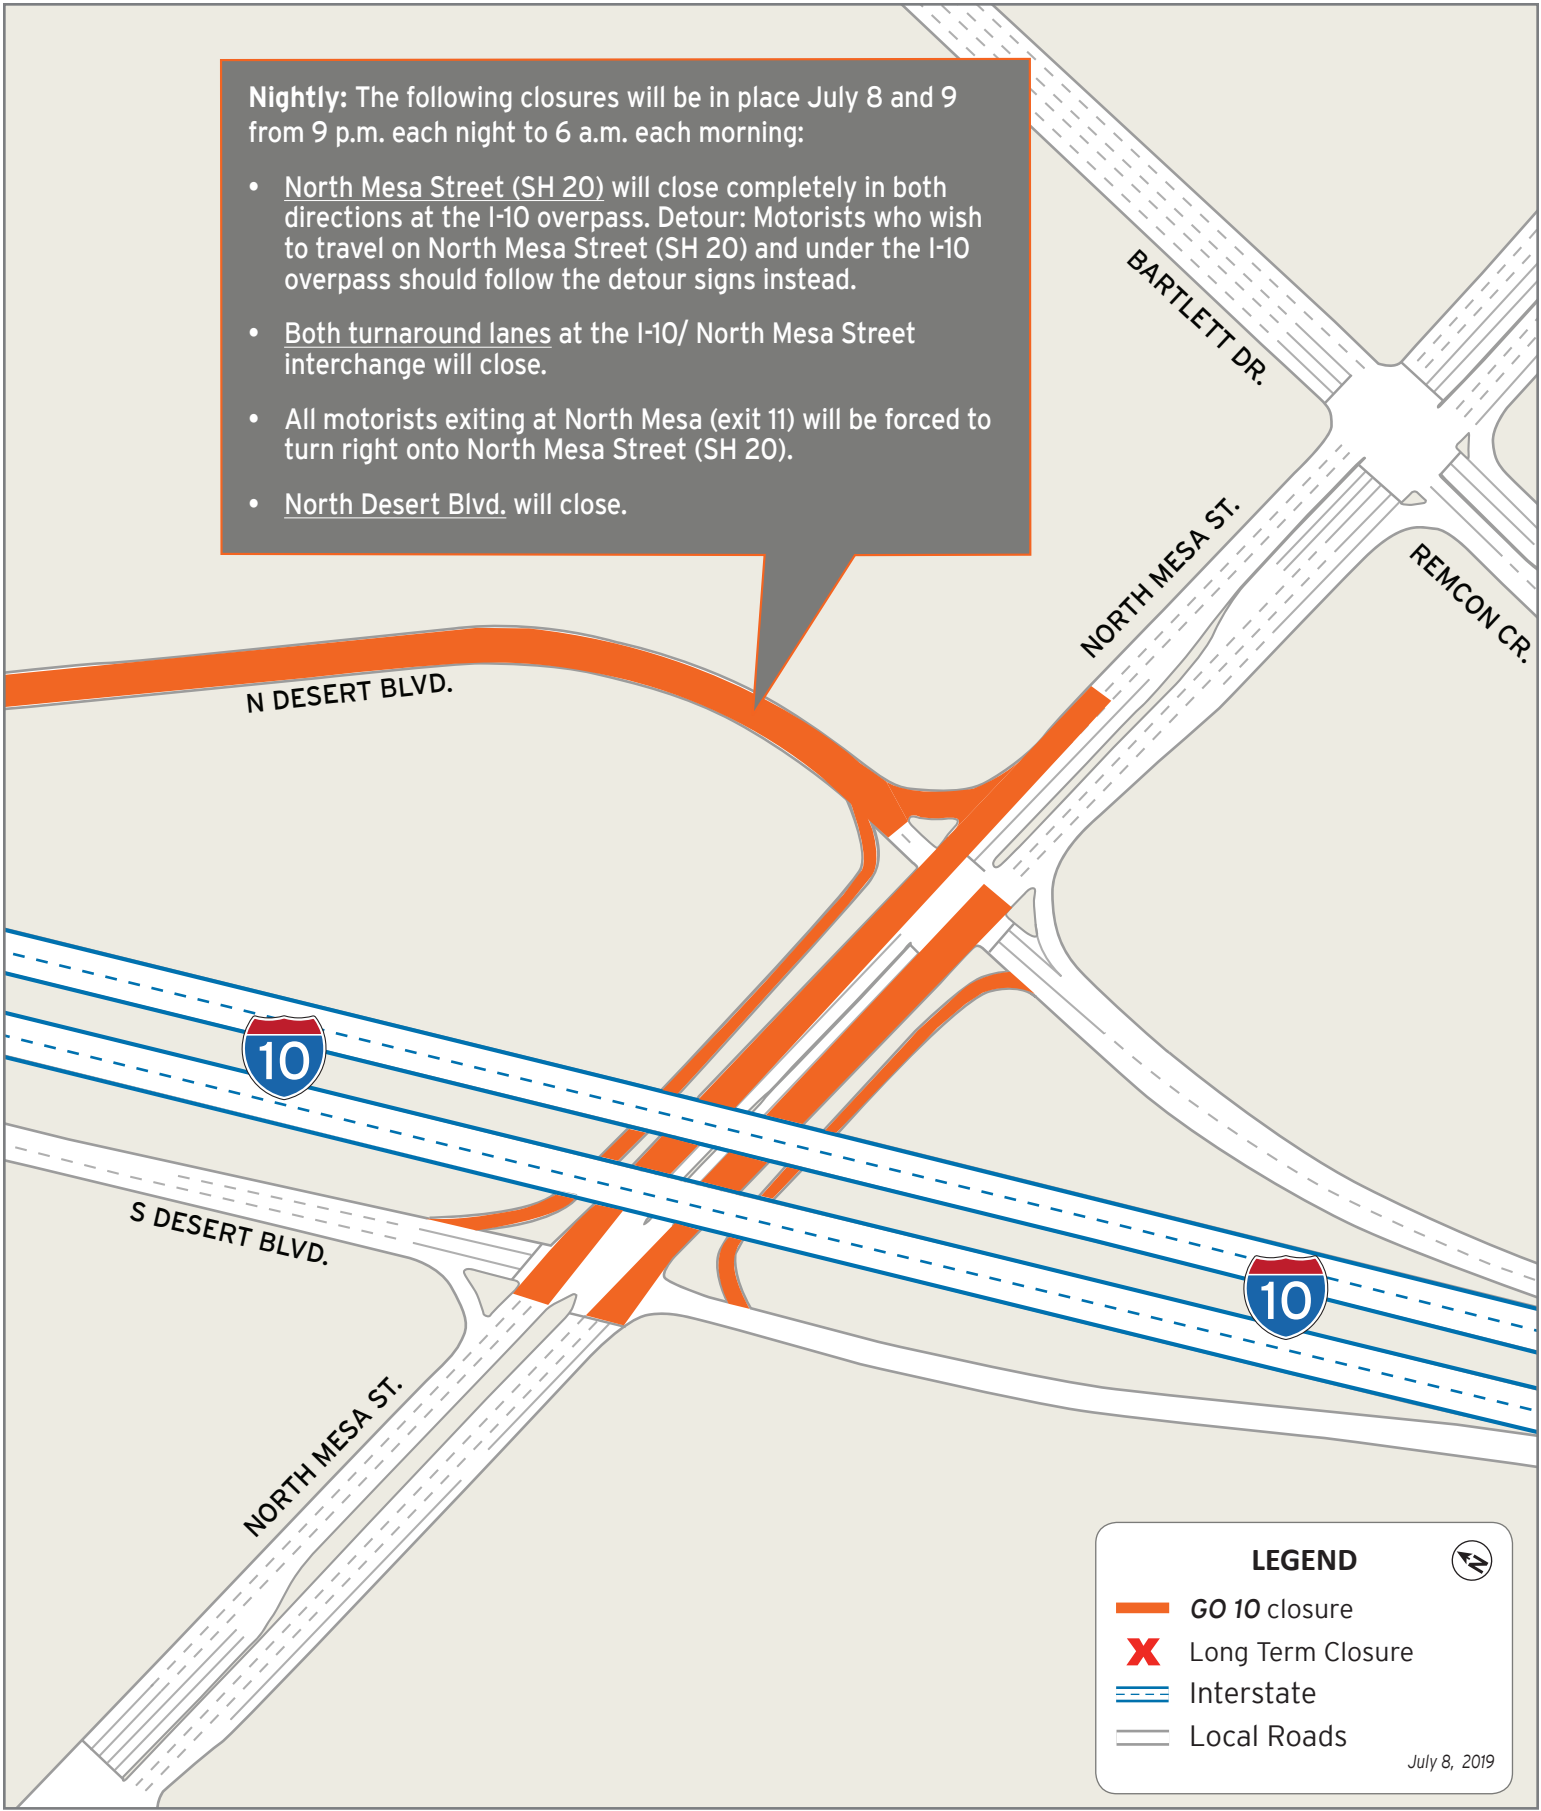 Nightly: The following closures will be in place July 8 and 9
from 9 p.m. each night to 6 a.m. each morning:
• North Mesa Street (SH 20) will close completely in both
directions at the I-10 overpass. Detour: Motorists who wish
to travel on North Mesa Street (SH 20) and under the I-10
overpass should follow the detour signs instead.
• Both turnaround lanes at the I-10/ North Mesa Street
interchange will close.
• All motorists exiting at North Mesa (exit 11) will be forced to
turn right onto North Mesa Street (SH 20).
• North Desert Blvd. will close.
BARTLETT DR.
NORTH MESA ST.
REMCON CR.
N DESERT BLVD.
10
S DESERT BLVD.
10
NORTH MESA ST.
LEGEND
N
GO 10 closure
X Long Term Closure
Interstate
Local Roads
July 8, 2019